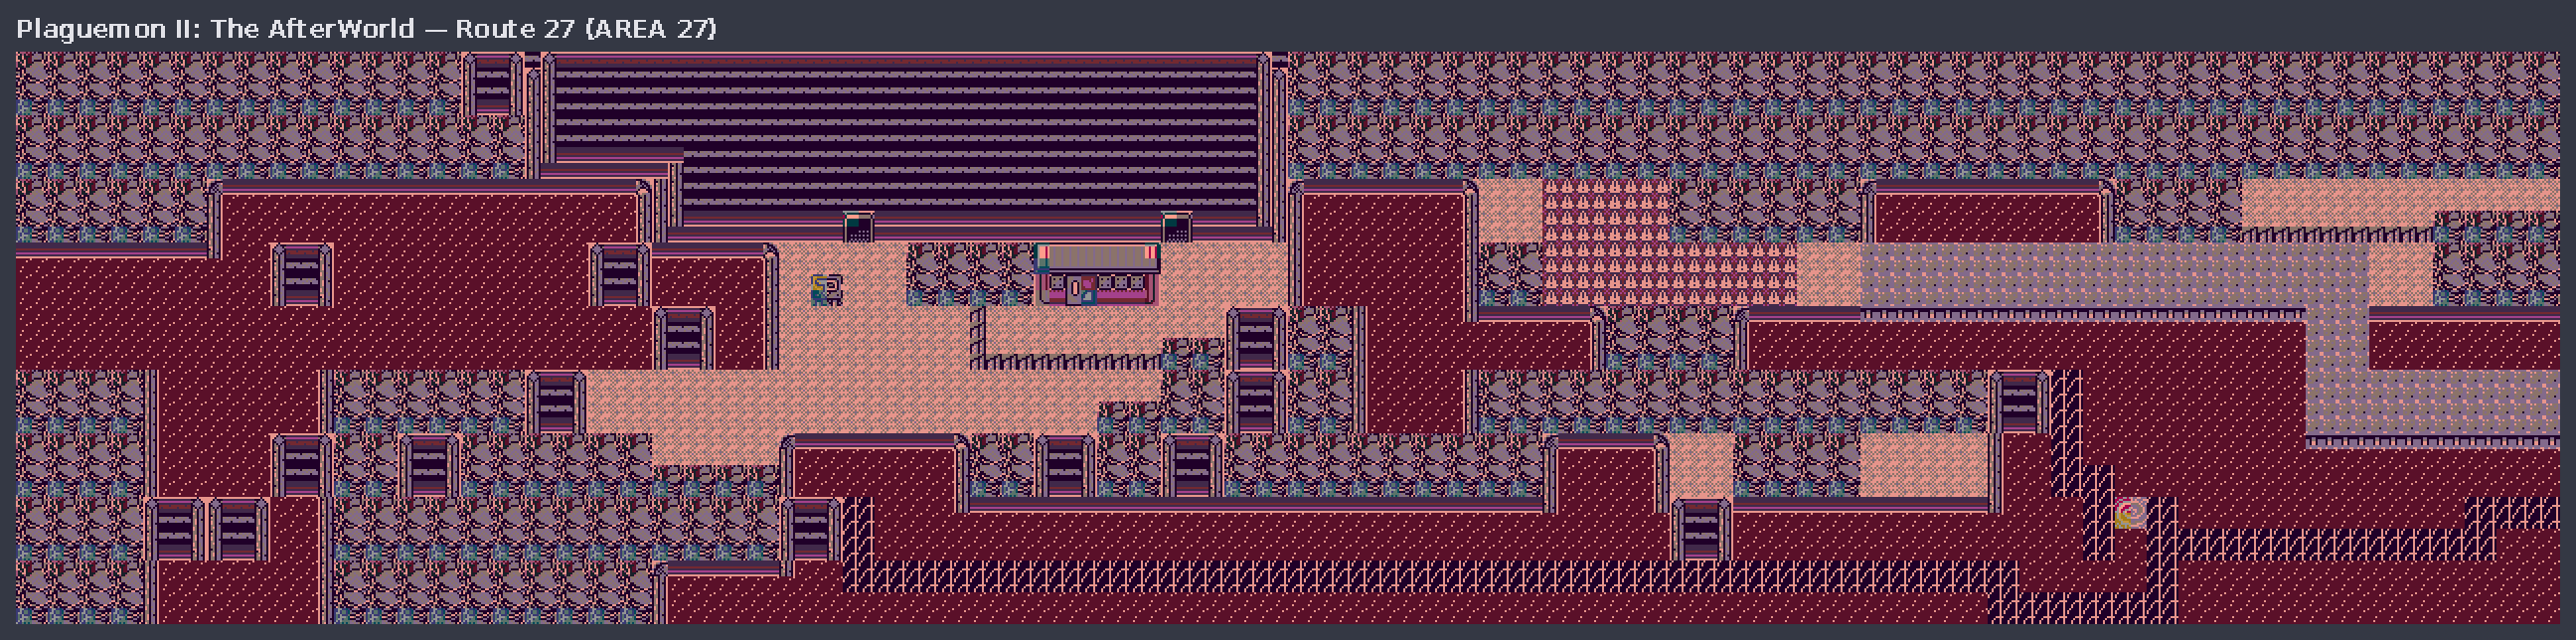 Plaguemon II: The AfterWorld — Route 27 (AREA 27)